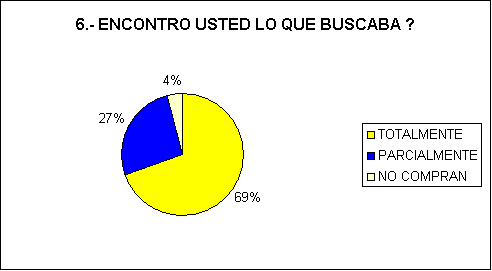 6.- ENCONTRO USTED LO QUE BUSCABA ?
4%
27%
69%
TOTALMENTE
PARCIALMENTE
NO COMPRAN